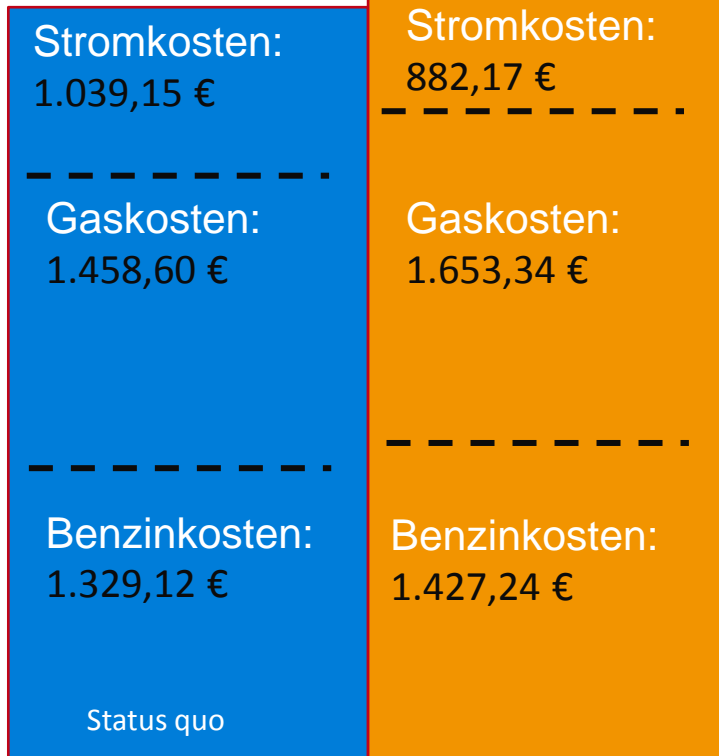 Stromkosten:
1.039,15 €
Gaskosten:
1.458,60 €
Benzinkosten:
1.329,12 €
Status quo
Stromkosten:
882,17 €
Gaskosten:
1.653,34 €
Benzinkosten:
1.427,24 €